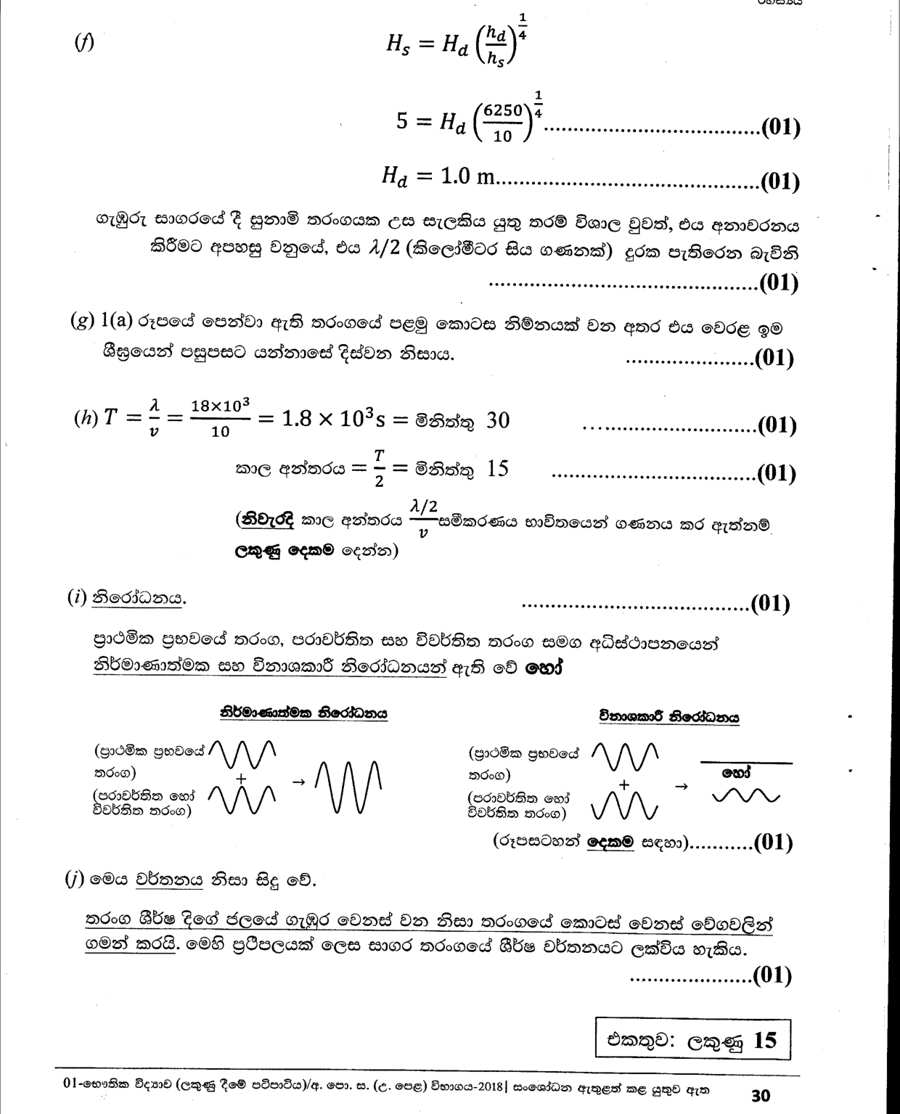 රහස්‍යය
(f) H_s = H_d (h_d/h_s)^{1/4}
5 = H_d (6250/10)^{1/4}.....................................(01)
H_d = 1.0 m............................................(01)
ගැඹුරු සාගරයේ දී සුනාමි තරංගයක උස සැලකිය යුතු තරම් විශාල වුවත්, එය අනාවරනය
කිරීමට අපහසු වනුයේ, එය λ/2 (කිලෝමීටර සිය ගණනක්) දුරක පැතිරෙන බැවිනි
.............................................(01)
(g) 1(a) රූපයේ පෙන්වා ඇති තරංගයේ පළමු කොටස නිම්නයක් වන අතර එය වෙරළ ඉම
ශීඝ්‍රයෙන් පසුපසට යන්නාසේ දිස්වන නිසාය. .....................(01)
(h) T = λ/v = 18×10³/10 = 1.8 × 10³s = මිනිත්තු 30 .............................(01)
කාල අන්තරය = T/2 = මිනිත්තු 15 ..................................(01)
(නිවැරදි කාල අන්තරය (λ/2)/v සමීකරණය භාවිතයෙන් ගණනය කර ඇත්නම්
ලකුණු දෙකම දෙන්න)
(i) නිරෝධනය. ......................................(01)
ප්‍රාථමික ප්‍රභවයේ තරංග, පරාවර්තිත සහ විවර්තිත තරංග සමග අධිස්ථාපනයෙන්
නිර්මාණාත්මක සහ විනාශකාරී නිරෝධනයන් ඇති වේ හෝ
නිර්මාණාත්මක නිරෝධනය
(ප්‍රාථමික ප්‍රභවයේ
තරංග)
+ →
(පරාවර්තිත හෝ
විවර්තිත තරංග)
විනාශකාරී නිරෝධනය
(ප්‍රාථමික ප්‍රභවයේ
තරංග)
+ → හෝ
(පරාවර්තිත හෝ
විවර්තිත තරංග)
(රූපසටහන් දෙකම සඳහා)...........(01)
(j) මෙය වර්තනය නිසා සිදු වේ.
තරංග ශීර්ෂ දිගේ ජලයේ ගැඹුර වෙනස් වන නිසා තරංගයේ කොටස් වෙනස් වේගවලින්
ගමන් කරයි. මෙහි ප්‍රථිපලයක් ලෙස සාගර තරංගයේ ශීර්ෂ වර්තනයට ලක්විය හැකිය.
.....................(01)
එකතුව: ලකුණු 15
01-භෞතික විද්‍යාව (ලකුණු දීමේ පටිපාටිය)/අ. පො. ස. (උ. පෙළ) විභාගය-2018| සංශෝධන ඇතුළත් කළ යුතුව ඇත
30